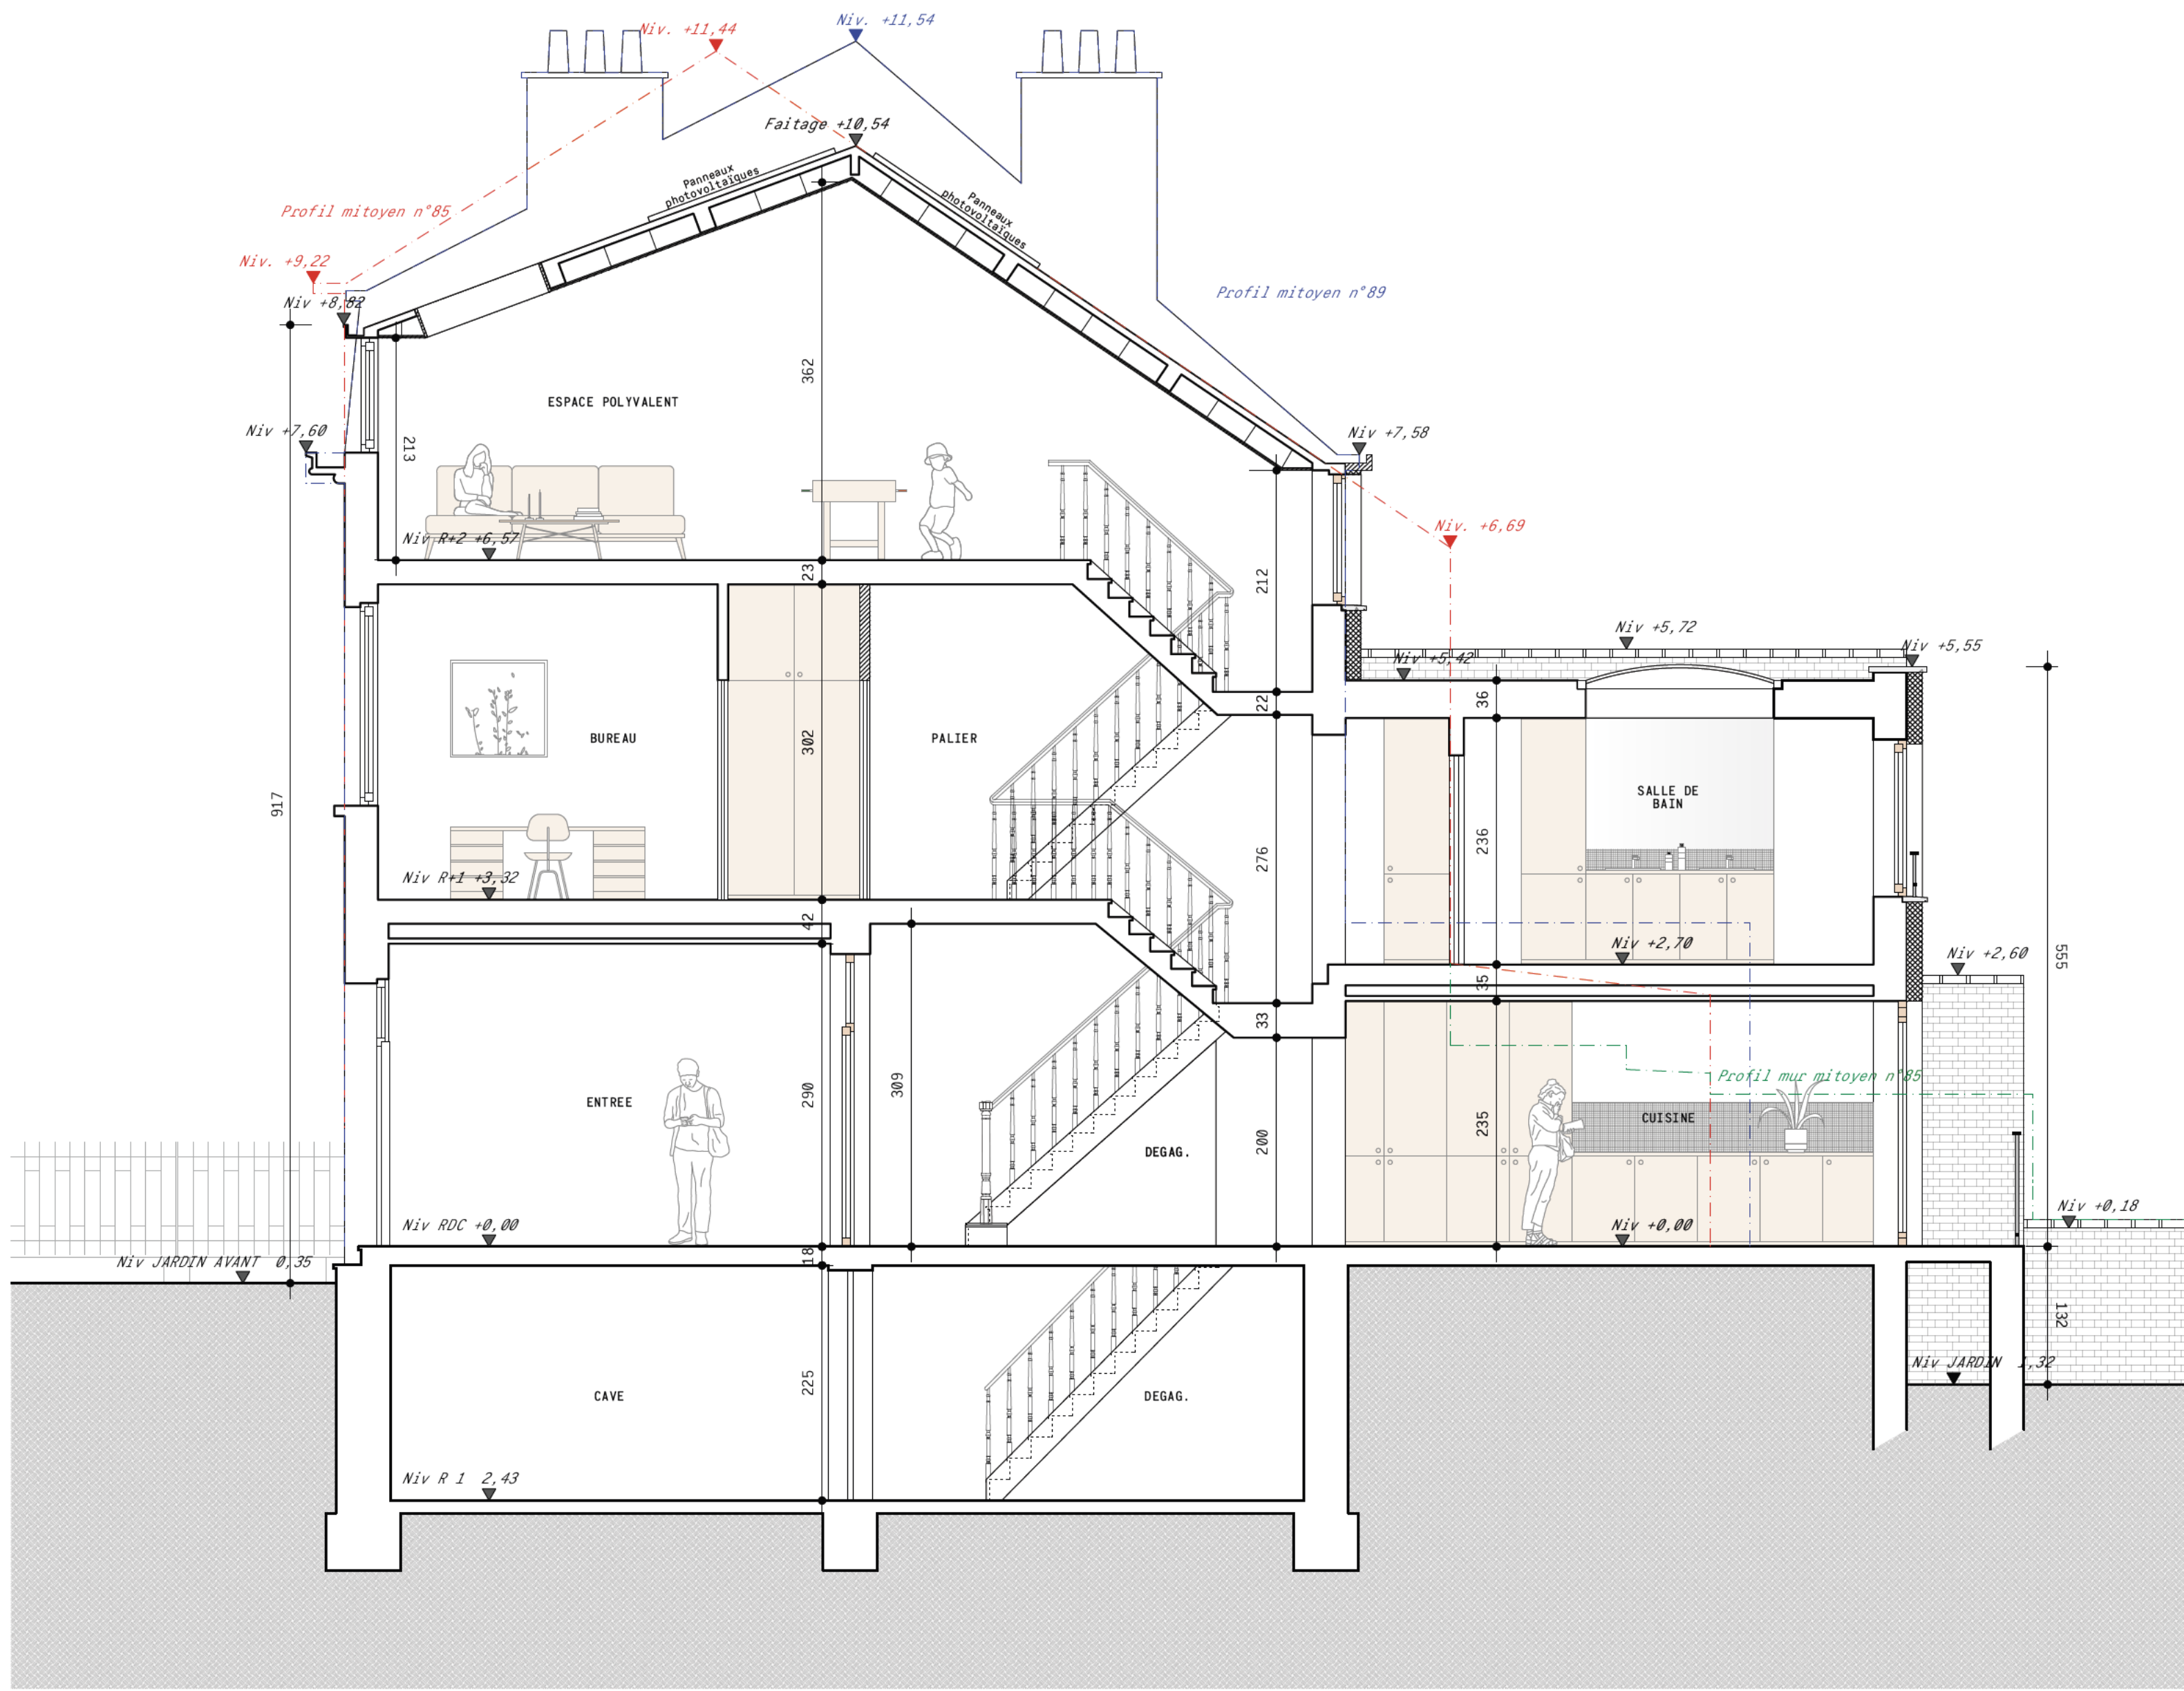 Niv. +11,44
Niv. +11,54
Faitage +10,54
Panneaux
photovoltaïques
Panneaux
photovoltaïques
Profil mitoyen n°85
Niv. +9,22
Niv +8,82
Profil mitoyen n°89
362
ESPACE POLYVALENT
213
Niv +7,60
Niv +7,58
Niv. +6,69
Niv R+2 +6,57
23
212
Niv +5,72
Niv +5,55
Niv +5,42
22
36
BUREAU
302
PALIER
SALLE DE
BAIN
917
276
236
Niv R+1 +3,32
42
Niv +2,70
Niv +2,60
555
35
33
290
309
ENTREE
235
Profil mur mitoyen n°85
CUISINE
200
DEGAG.
Niv RDC +0,00
Niv +0,00
Niv +0,18
18
Niv JARDIN AVANT 0,35
132
Niv JARDIN 1,32
225
CAVE
DEGAG.
Niv R 1 2,43